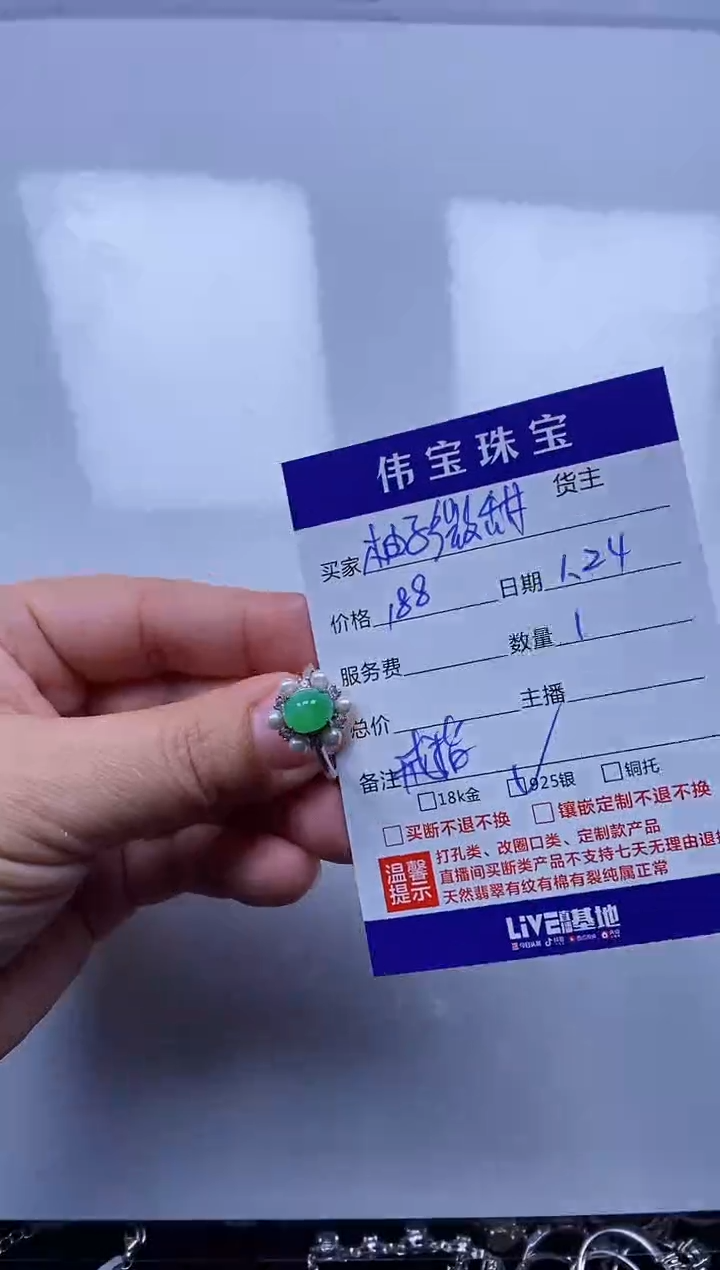 伟宝珠宝
买家 柚子微甜 货主
价格 188 日期 1.24
服务费 数量 1
总价 主播
备注 戒指
18k金 925银 铜托
买断不退不换 镶嵌定制不退不换
温馨提示
打孔类、改圈口类、定制款产品
直播间买断类产品不支持七天无理由退
天然翡翠有纹有棉有裂纯属正常
LiVE直播基地